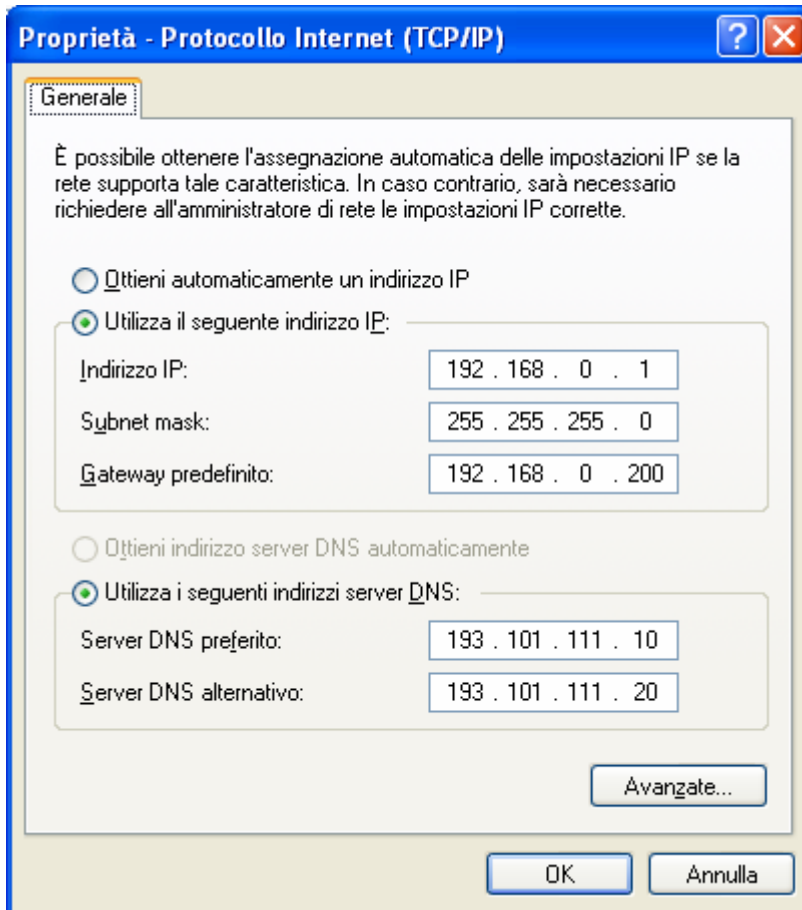 Proprietà - Protocollo Internet (TCP/IP)
Generale
È possibile ottenere l'assegnazione automatica delle impostazioni IP se la
rete supporta tale caratteristica. In caso contrario, sarà necessario
richiedere all'amministratore di rete le impostazioni IP corrette.
Ottieni automaticamente un indirizzo IP
Utilizza il seguente indirizzo IP:
Indirizzo IP: 192 . 168 . 0 . 1
Subnet mask: 255 . 255 . 255 . 0
Gateway predefinito: 192 . 168 . 0 . 200
Ottieni indirizzo server DNS automaticamente
Utilizza i seguenti indirizzi server DNS:
Server DNS preferito: 193 . 101 . 111 . 10
Server DNS alternativo: 193 . 101 . 111 . 20
Avanzate...
OK Annulla